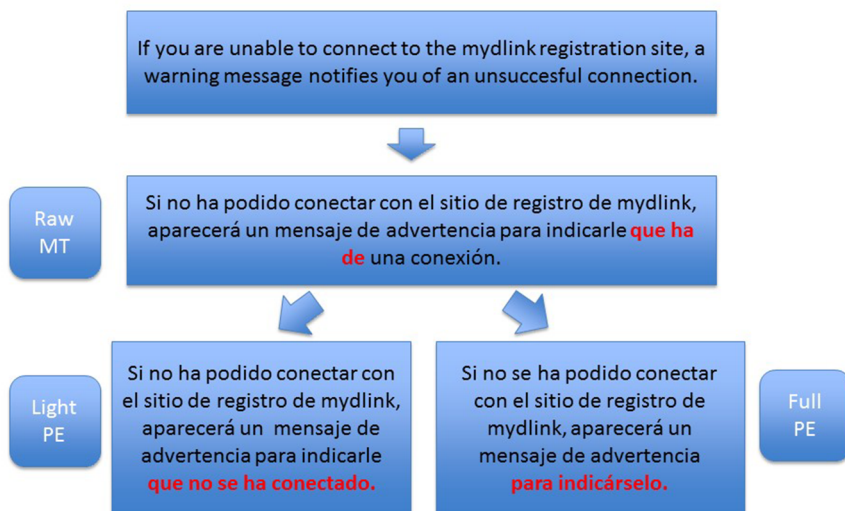 If you are unable to connect to the mydlink registration site, a
warning message notifies you of an unsuccesful connection.
Raw
MT
Si no ha podido conectar con el sitio de registro de mydlink,
aparecerá un mensaje de advertencia para indicarle que ha
de una conexión.
Light
PE
Si no ha podido conectar con
el sitio de registro de mydlink,
aparecerá un mensaje de
advertencia para indicarle
que no se ha conectado.
Si no se ha podido conectar
con el sitio de registro de
mydlink, aparecerá un
mensaje de advertencia
para indicárselo.
Full
PE